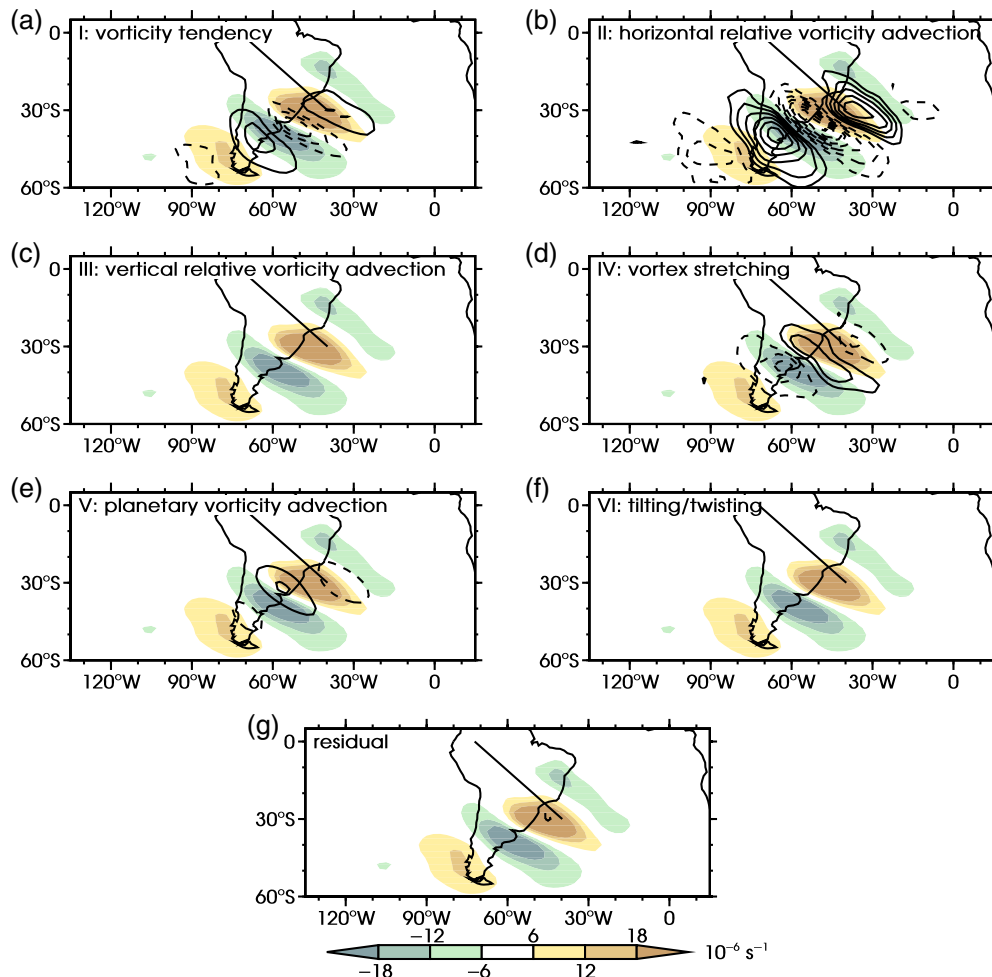 (a) (b)
I: vorticity tendency
II: horizontal relative vorticity advection
0 0
30°S 30°S
60°S 60°S
120°W 90°W 60°W 30°W 0 120°W 90°W 60°W 30°W 0
(c) (d)
III: vertical relative vorticity advection
IV: vortex stretching
0 0
30°S 30°S
60°S 60°S
120°W 90°W 60°W 30°W 0 120°W 90°W 60°W 30°W 0
(e) (f)
V: planetary vorticity advection
VI: tilting/twisting
0 0
30°S 30°S
60°S 60°S
120°W 90°W 60°W 30°W 0 120°W 90°W 60°W 30°W 0
(g)
residual
0
30°S
60°S
120°W 90°W 60°W 30°W 0
−12 6 18
10⁻⁶ s⁻¹
−18 −6 12